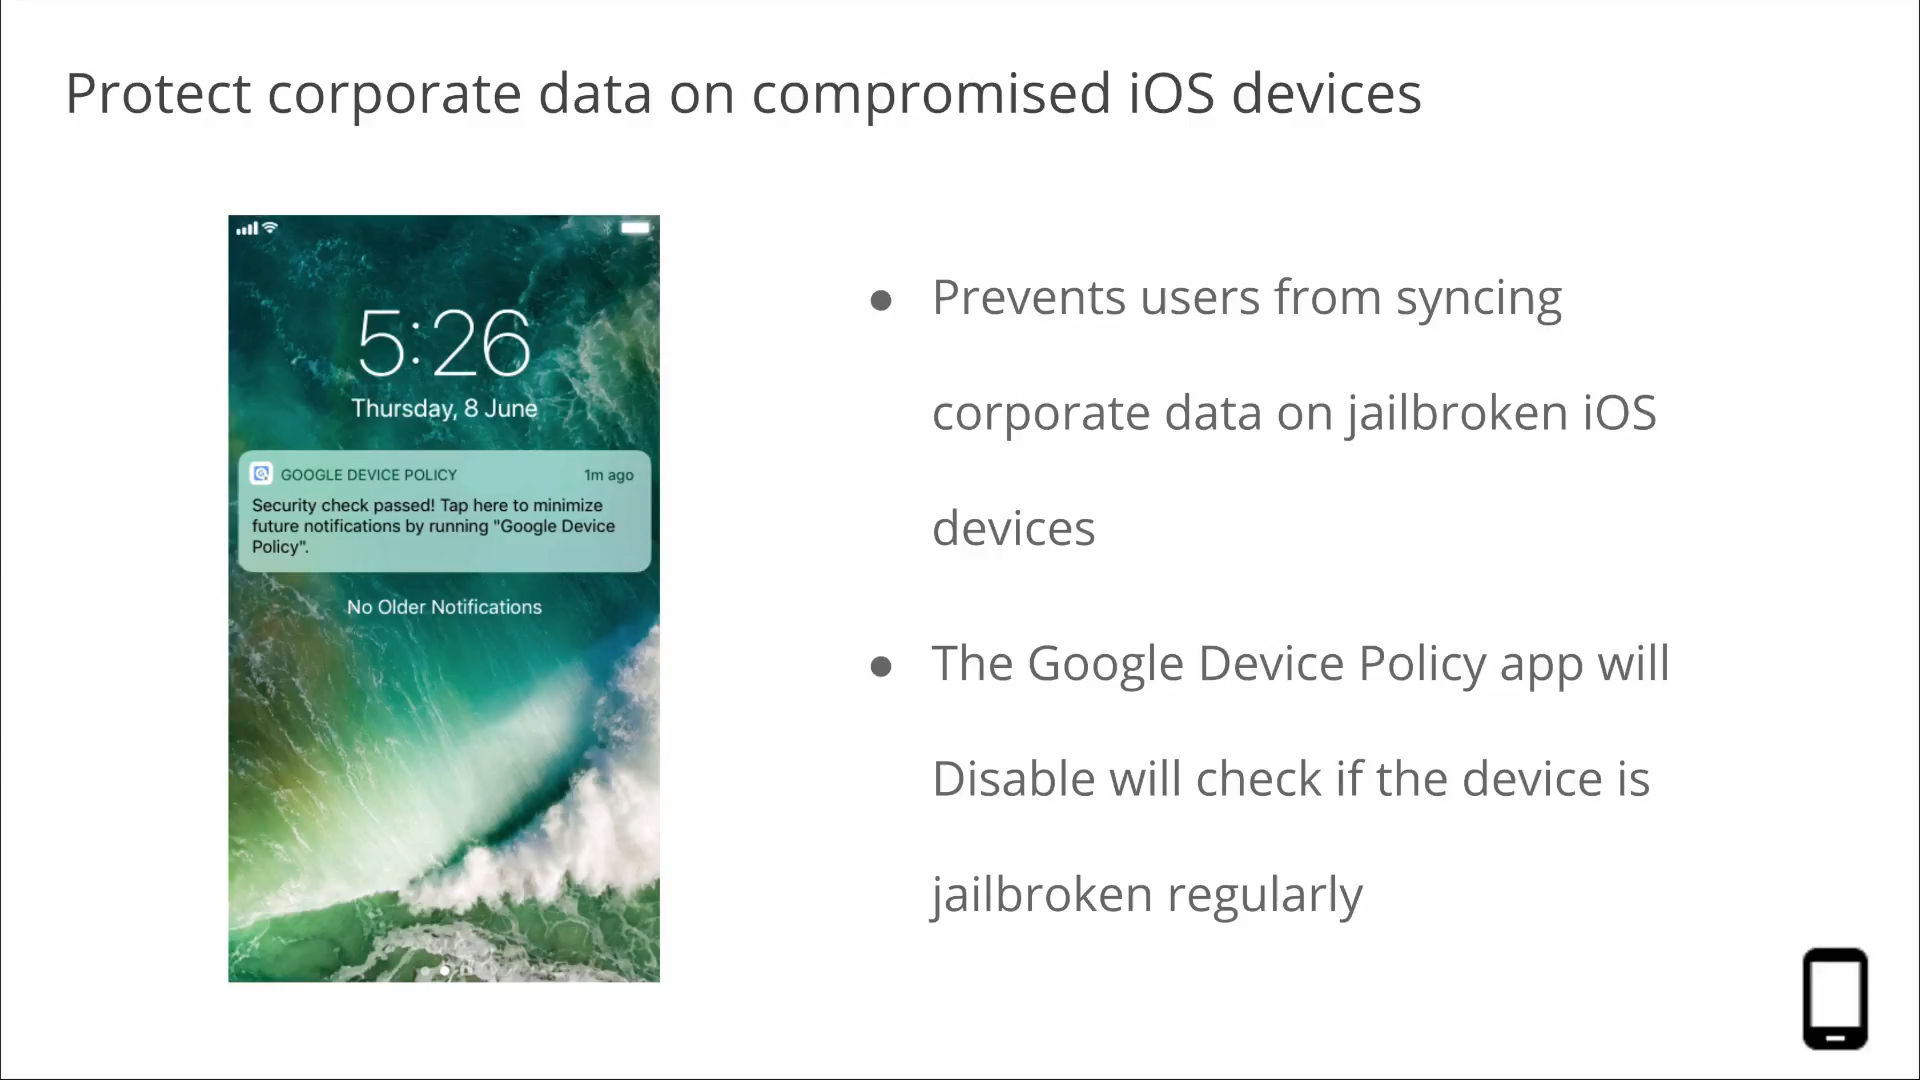 Protect corporate data on compromised iOS devices
5:26
Thursday, 8 June
GOOGLE DEVICE POLICY 1m ago
Security check passed! Tap here to minimize
future notifications by running "Google Device
Policy".
No Older Notifications
● Prevents users from syncing
corporate data on jailbroken iOS
devices
● The Google Device Policy app will
Disable will check if the device is
jailbroken regularly